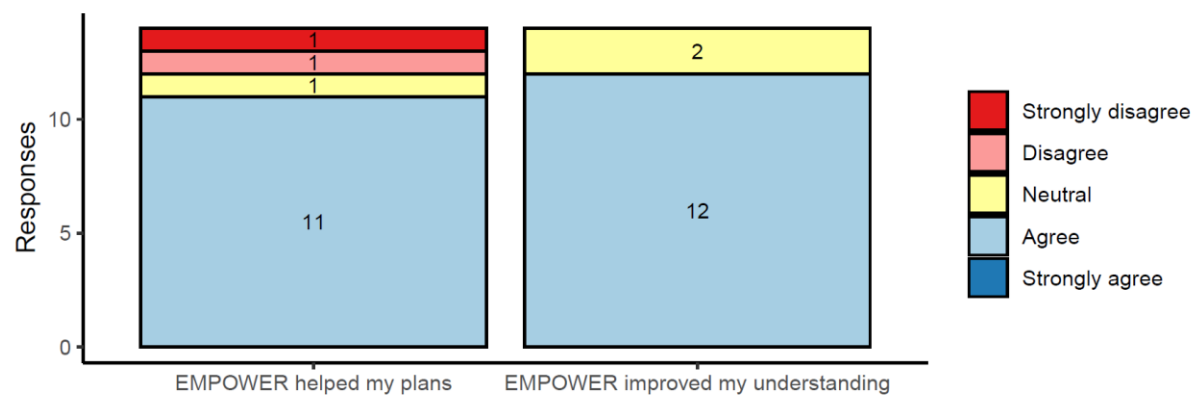 Responses
10
5
0
1
1
1
11
2
12
EMPOWER helped my plans
EMPOWER improved my understanding
Strongly disagree
Disagree
Neutral
Agree
Strongly agree